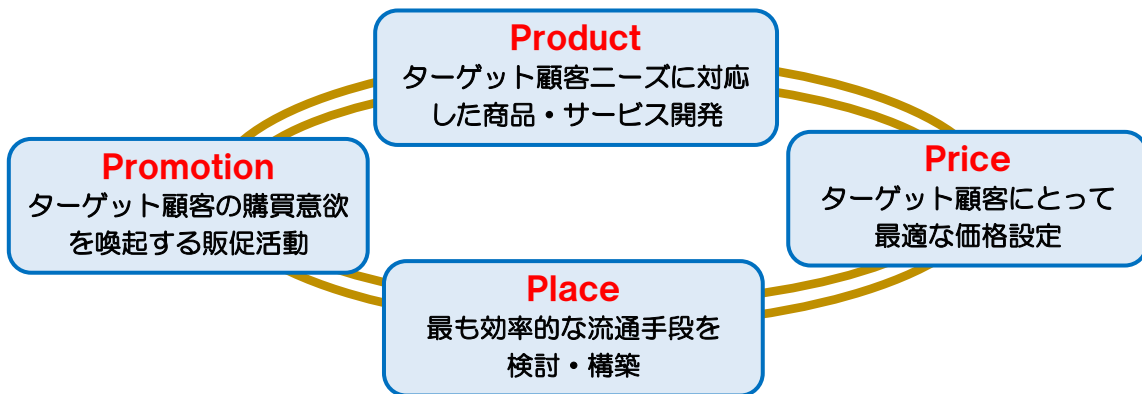 Product
ターゲット顧客ニーズに対応
した商品・サービス開発
Promotion
ターゲット顧客の購買意欲
を喚起する販促活動
Price
ターゲット顧客にとって
最適な価格設定
Place
最も効率的な流通手段を
検討・構築